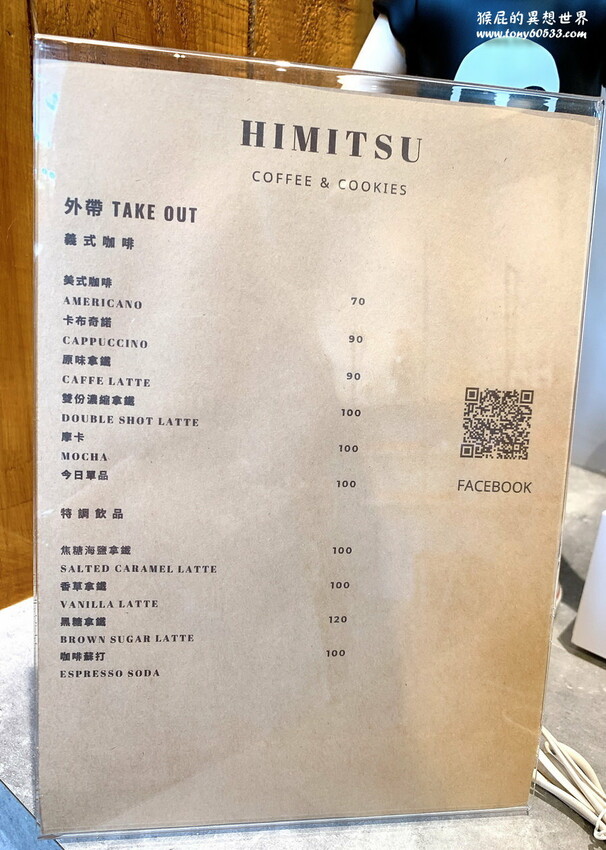 猴屁的異想世界
www.tony60533.com
HIMITSU
COFFEE & COOKIES
外帶 TAKE OUT
義式咖啡
美式咖啡
AMERICANO 70
卡布奇諾
CAPPUCCINO 90
原味拿鐵
CAFFE LATTE 90
雙份濃縮拿鐵
DOUBLE SHOT LATTE 100
摩卡
MOCHA 100
今日單品 100
FACEBOOK
特調飲品
焦糖海鹽拿鐵 100
SALTED CARAMEL LATTE
香草拿鐵 100
VANILLA LATTE
黑糖拿鐵 120
BROWN SUGAR LATTE
咖啡蘇打 100
ESPRESSO SODA